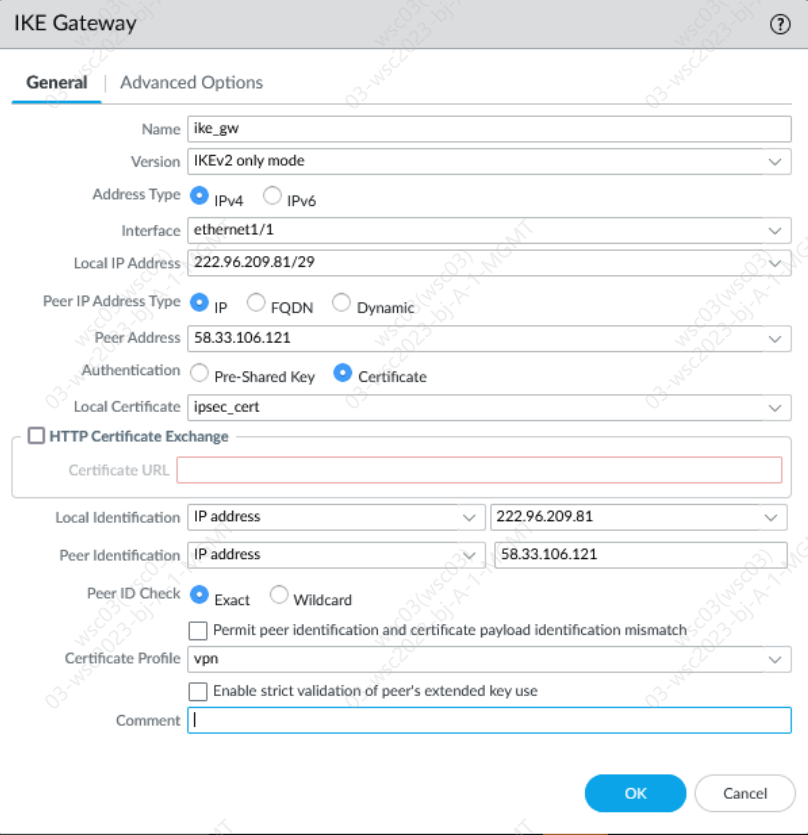 IKE Gateway
General | Advanced Options
Name ike_gw
Version IKEv2 only mode
Address Type IPv4 IPv6
Interface ethernet1/1
Local IP Address 222.96.209.81/29
Peer IP Address Type IP FQDN Dynamic
Peer Address 58.33.106.121
Authentication Pre-Shared Key Certificate
Local Certificate ipsec_cert
HTTP Certificate Exchange
Certificate URL
Local Identification IP address 222.96.209.81
Peer Identification IP address 58.33.106.121
Peer ID Check Exact Wildcard
Permit peer identification and certificate payload identification mismatch
Certificate Profile vpn
Enable strict validation of peer's extended key use
Comment
OK Cancel
03-wsc2023-bj-A-1-MGMT
wsc03(wsc03)